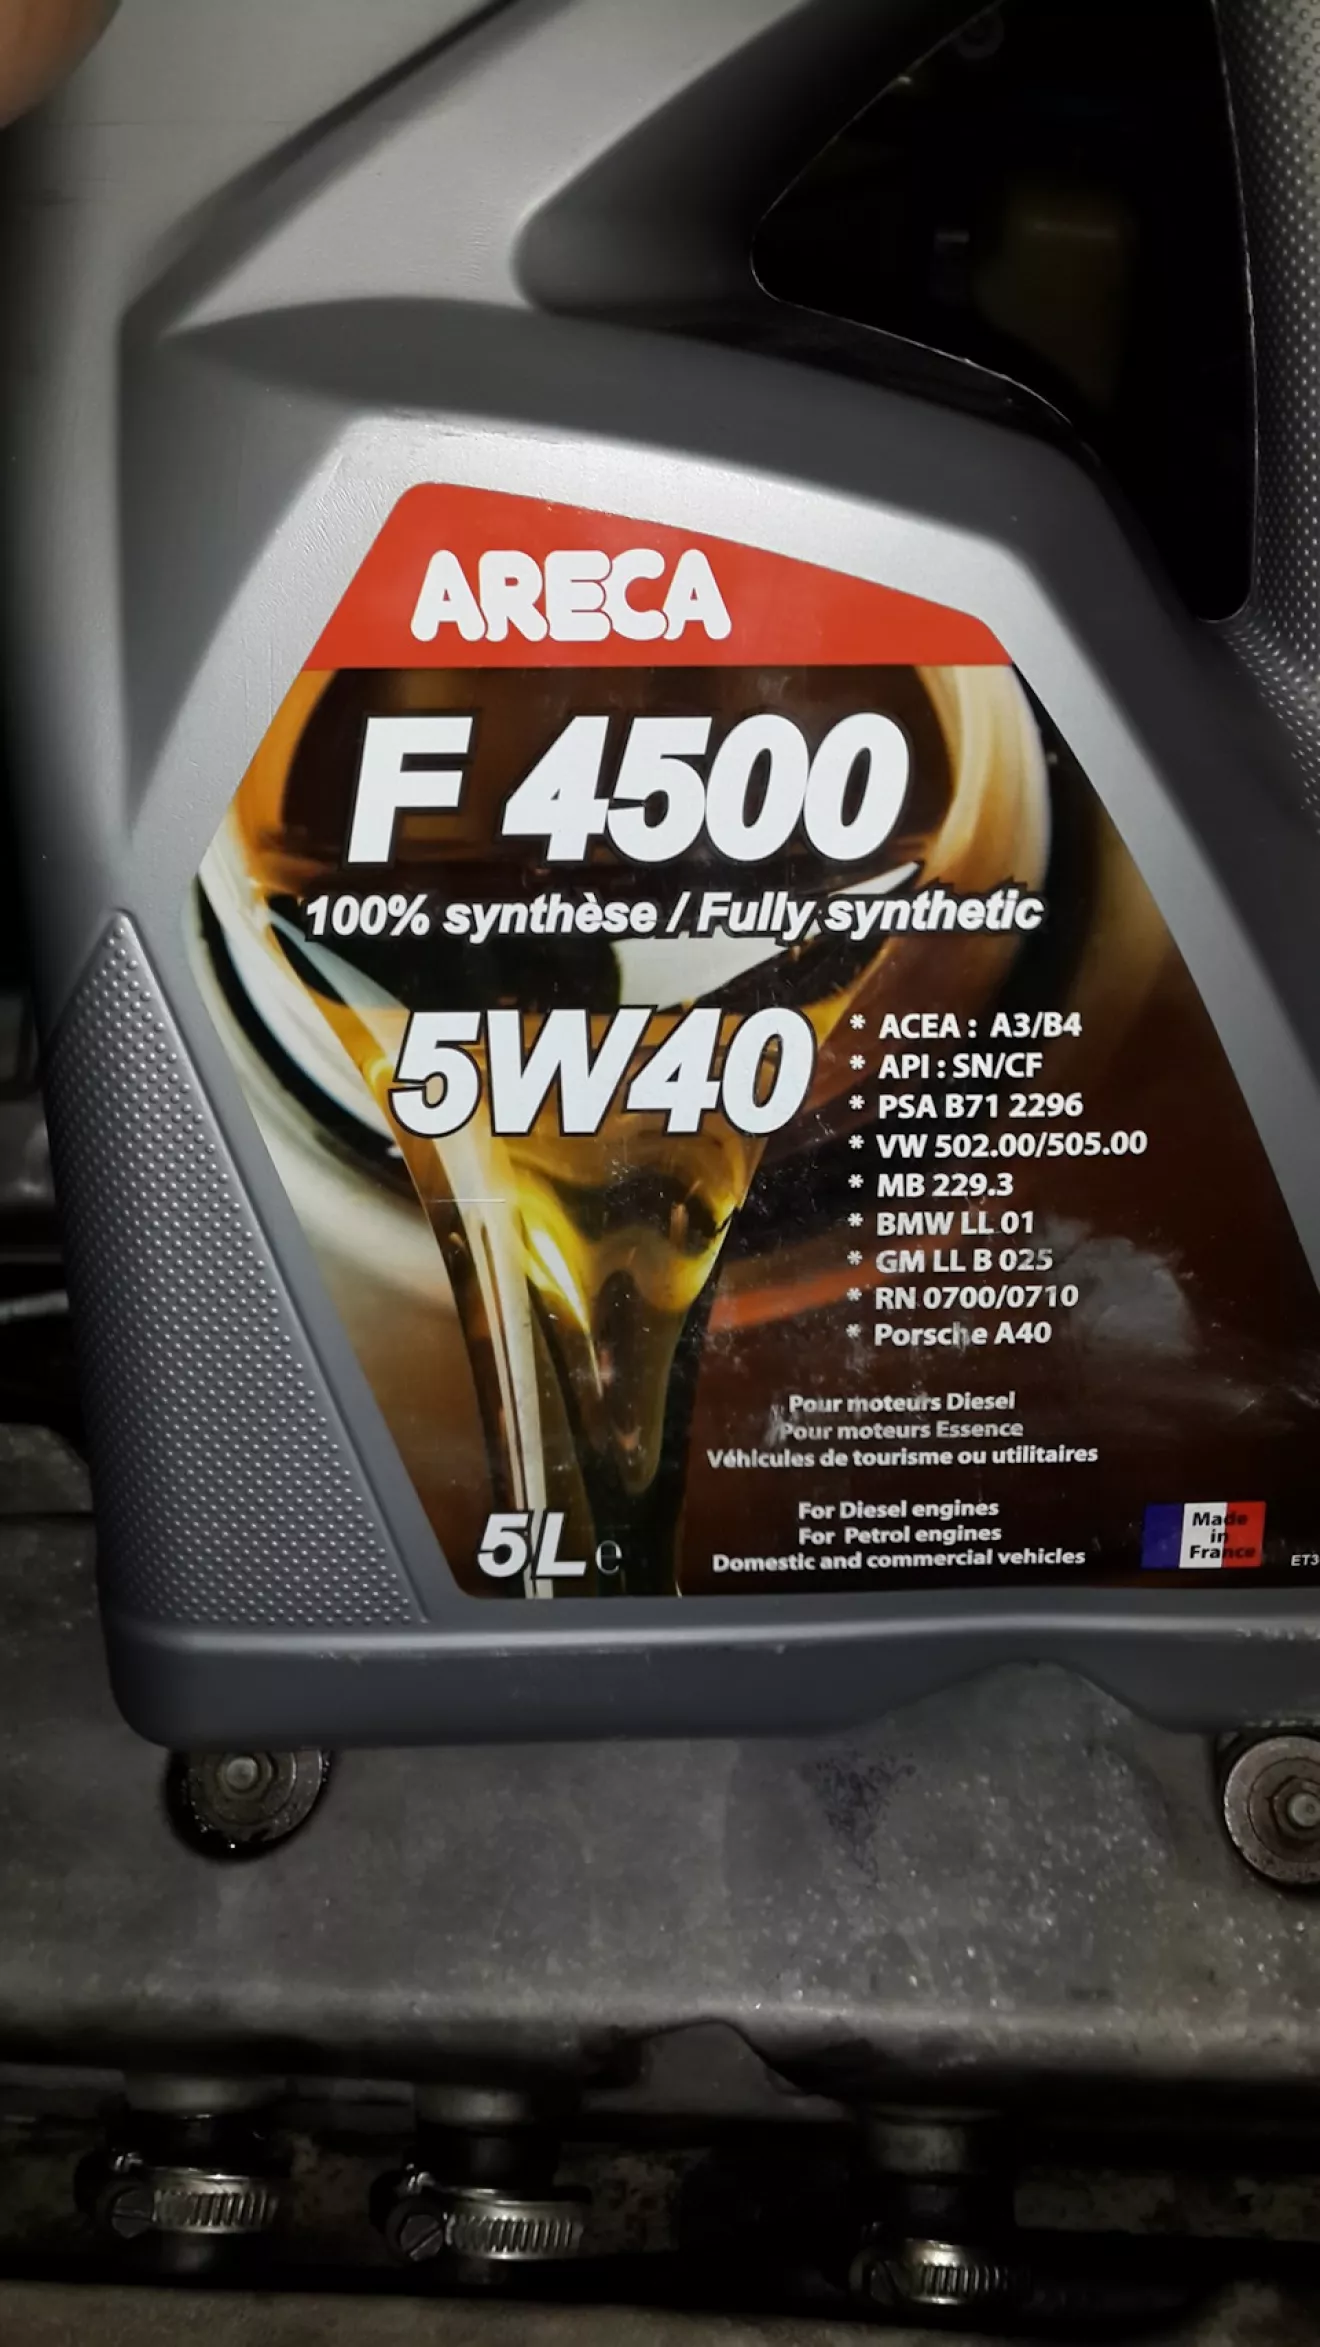 ARECA
F 4500
100% synthèse / Fully synthetic
5W40
* ACEA : A3/B4
* API : SN/CF
* PSA B71 2296
* VW 502.00/505.00
* MB 229.3
* BMW LL 01
* GM LL B 025
* RN 0700/0710
* Porsche A40
Pour moteurs Diesel
Pour moteurs Essence
Véhicules de tourisme ou utilitaires
For Diesel engines
For Petrol engines
Domestic and commercial vehicles
5L e
Made
in
France